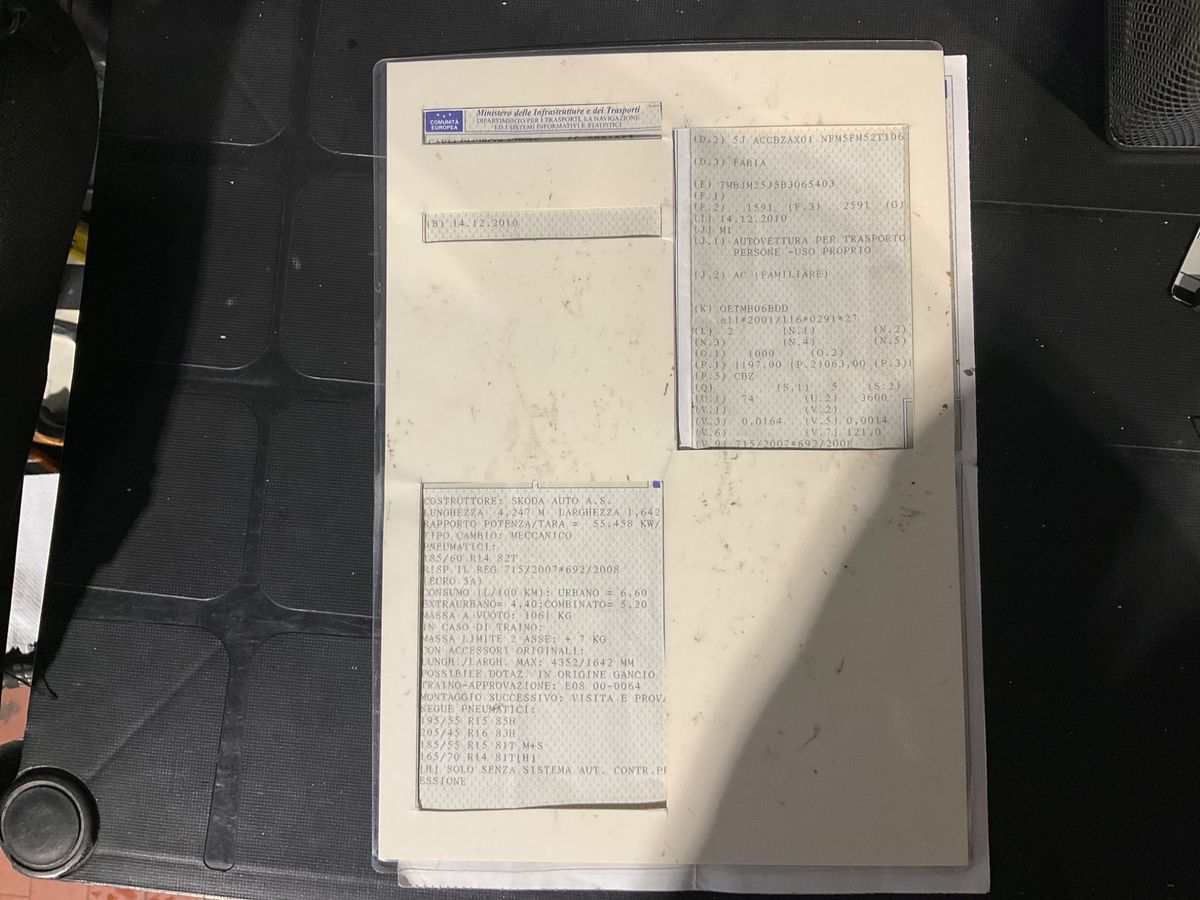 Ministero delle Infrastrutture e dei Trasporti
DIPARTIMENTO PER I TRASPORTI, LA NAVIGAZIONE
ED I SISTEMI INFORMATIVI E STATISTICI
COMUNITÀ
EUROPEA
(B) 14.12.2010
COSTRUTTORE: SKODA AUTO A.S.
LUNGHEZZA 4,247 M LARGHEZZA 1,642
RAPPORTO POTENZA/TARA = 55,458 KW/
TIPO CAMBIO: MECCANICO
PNEUMATICI:
185/60 R14 82T
RISP IL REG 715/2007*692/2008
(EURO 5A)
CONSUMO (L/100 KM): URBANO = 6,60
EXTRAURBANO= 4,40;COMBINATO= 5,20
MASSA A VUOTO: 1061 KG
IN CASO DI TRAINO:
MASSA LIMITE 2 ASSE: + 7 KG
CON ACCESSORI ORIGINALI:
LUNGH./LARGH. MAX: 4352/1642 MM
POSSIBILE DOTAZ. IN ORIGINE GANCIO
TRAINO-APPROVAZIONE: E08 00-0064
MONTAGGIO SUCCESSIVO: VISITA E PROVA
SEGUE PNEUMATICI:
195/55 R15 85H
205/45 R16 83H
185/55 R15 81T M+S
165/70 R14 81T[H]
[H] SOLO SENZA SISTEMA AUT. CONTR.PR
ESSIONE
(D.2) 5J ACCBZAX01 NFM5FM52T106
(D.3) FABIA
(E) TMBJM25J5B3065403
(F.1)
(F.2) 1591 (F.3) 2591 (G)
(I) 14.12.2010
(J) M1
(J.1) AUTOVETTURA PER TRASPORTO
PERSONE -USO PROPRIO
(J.2) AC (FAMILIARE)
(K) OETMB06BDD
e11*2001/116*0291*27
(L) 2 (N.1) (N.2)
(N.3) (N.4) (N.5)
(O.1) 1000 (O.2)
(P.1) 1197,00 (P.2)063,00 (P.3)
(P.5) CBZ
(Q) (S.1) 5 (S.2)
(U.1) 74 (U.2) 3600
(V.1) (V.2)
(V.3) 0,0164 (V.5) 0,0014
(V.6) (V.7) 121,0
(V.9) 715/2007*692/2008